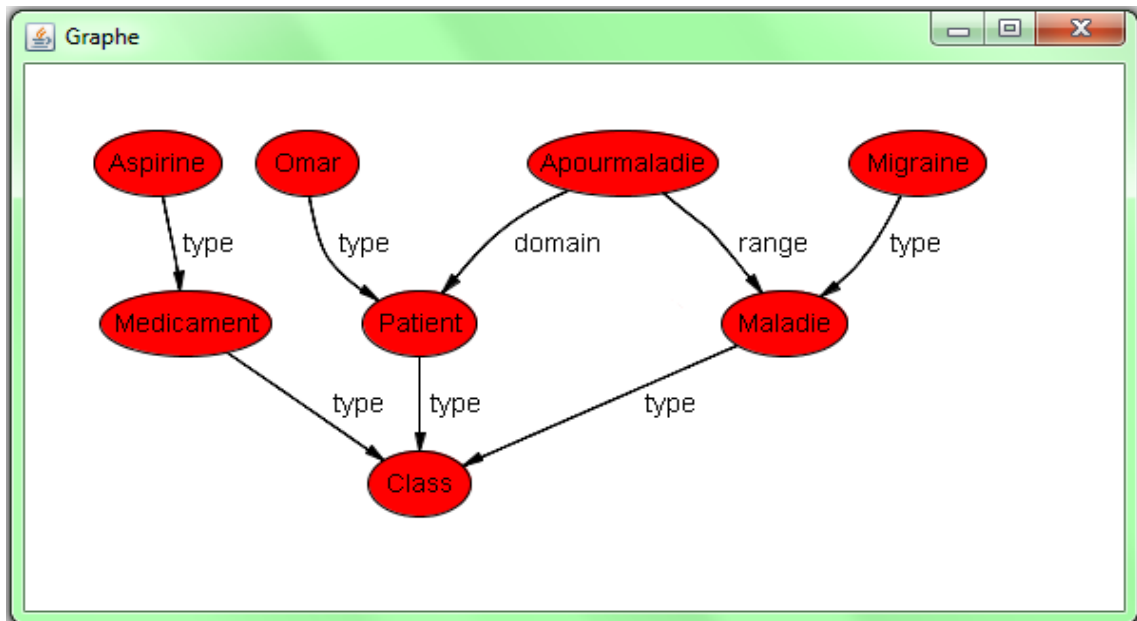 Graphe
Aspirine Omar Apourmaladie Migraine
type type domain range type
Medicament Patient Maladie
type type type
Class